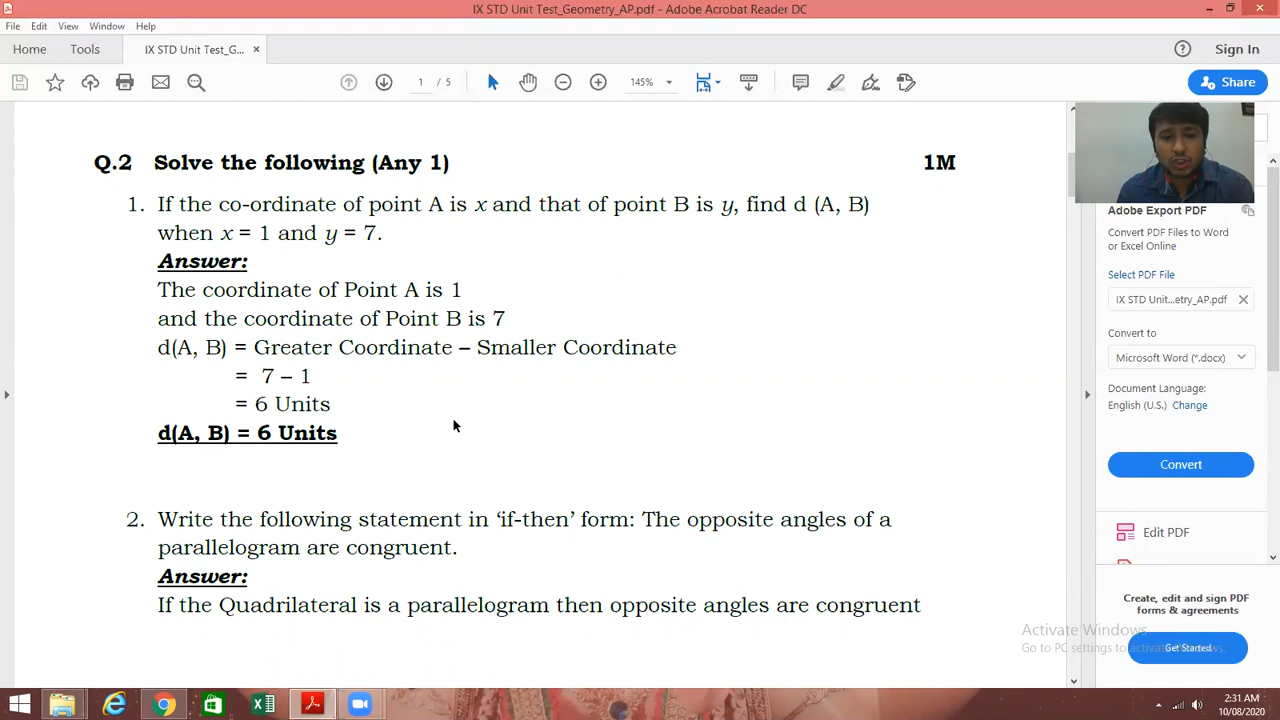 IX STD Unit Test_Geometry_AP.pdf - Adobe Acrobat Reader DC
File Edit View Window Help
Home Tools IX STD Unit Test_G... × Sign In
1 / 5 145% Share
Q.2 Solve the following (Any 1) 1M
1. If the co-ordinate of point A is x and that of point B is y, find d (A, B)
when x = 1 and y = 7.
Answer:
The coordinate of Point A is 1
and the coordinate of Point B is 7
d(A, B) = Greater Coordinate – Smaller Coordinate
= 7 – 1
= 6 Units
d(A, B) = 6 Units
2. Write the following statement in ‘if-then’ form: The opposite angles of a
parallelogram are congruent.
Answer:
If the Quadrilateral is a parallelogram then opposite angles are congruent
Adobe Export PDF
Convert PDF Files to Word
or Excel Online
Select PDF File
IX STD Unit...etry_AP.pdf
Convert to
Microsoft Word (*.docx)
Document Language:
English (U.S.) Change
Convert
Edit PDF
Create, edit and sign PDF
forms & agreements
Get Started
Activate Windows
Go to PC settings to activate Windows.
2:31 AM
10/08/2020